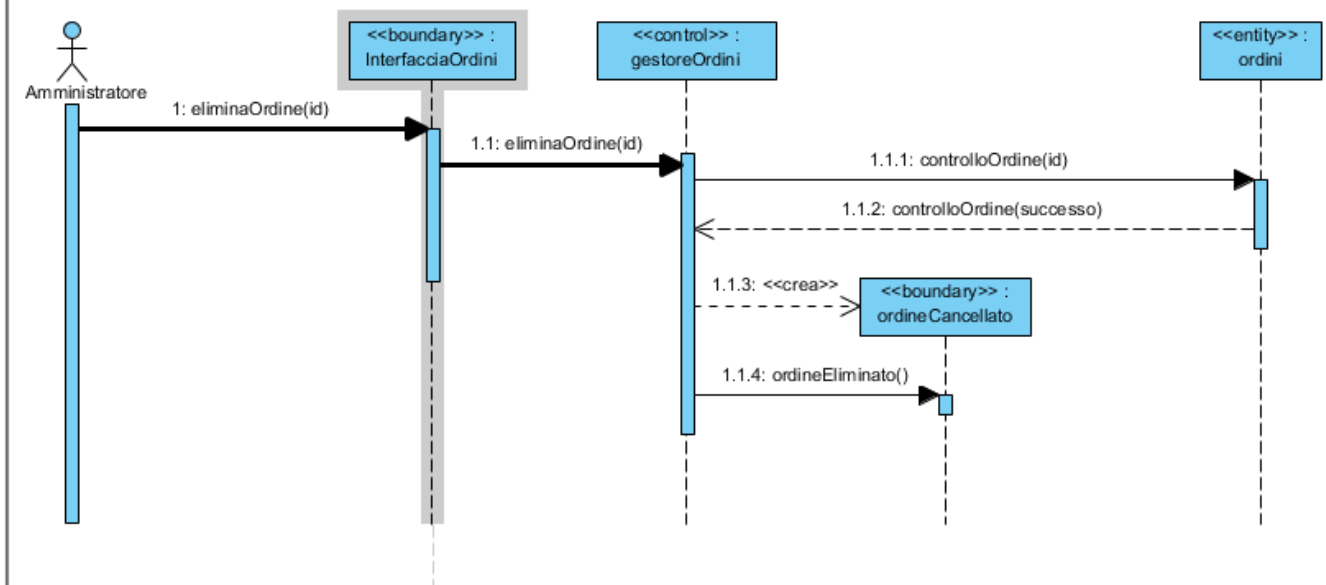 <<boundary>> :
InterfacciaOrdini
<<control>> :
gestoreOrdini
<<entity>> :
ordini
Amministratore
1: eliminaOrdine(id)
1.1: eliminaOrdine(id)
1.1.1: controlloOrdine(id)
1.1.2: controlloOrdine(successo)
1.1.3: <<crea>>
<<boundary>> :
ordineCancellato
1.1.4: ordineEliminato()